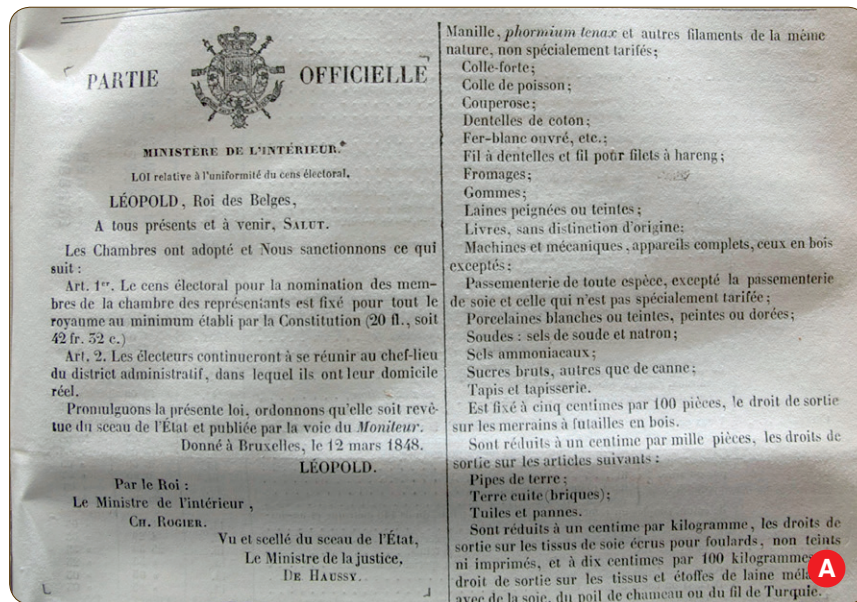 PARTIE OFFICIELLE
MINISTÈRE DE L'INTÉRIEUR.*
LOI relative à l'uniformité du cens électoral.
LÉOPOLD, Roi des Belges,
A tous présents et à venir, SALUT.
Les Chambres ont adopté et Nous sanctionnons ce qui
suit :
Art. 1er. Le cens électoral pour la nomination des mem-
bres de la chambre des représentants est fixé pour tout le
royaume au minimum établi par la Constitution (20 fl., soit
42 fr. 32 c.)
Art. 2. Les électeurs continueront à se réunir au chef-lieu
du district administratif, dans lequel ils ont leur domicile
réel.
Promulguons la présente loi, ordonnons qu'elle soit revê-
tue du sceau de l'État et publiée par la voie du Moniteur.
Donné à Bruxelles, le 12 mars 1848.
LÉOPOLD.
Par le Roi :
Le Ministre de l'intérieur,
CH. ROGIER.
Vu et scellé du sceau de l'État,
Le Ministre de la justice,
DE HAUSSY.
Manille, phormium tenax et autres filaments de la même
nature, non spécialement tarifés;
Colle-forte;
Colle de poisson;
Couperose;
Dentelles de coton;
Fer-blanc ouvré, etc.;
Fil à dentelles et fil pour filets à hareng;
Fromages;
Gommes;
Laines peignées ou teintes;
Livres, sans distinction d'origine;
Machines et mécaniques, appareils complets, ceux en bois
exceptés;
Passementerie de toute espèce, excepté la passementerie
de soie et celle qui n'est pas spécialement tarifée;
Porcelaines blanches ou teintes, peintes ou dorées;
Soudes : sels de soude et natron;
Sels ammoniacaux;
Sucres bruts, autres que de canne;
Tapis et tapisserie.
Est fixé à cinq centimes par 100 pièces, le droit de sortie
sur les merrains à futailles en bois.
Sont réduits à un centime par mille pièces, les droits de
sortie sur les articles suivants :
Pipes de terre;
Terre cuite (briques);
Tuiles et pannes.
Sont réduits à un centime par kilogramme, les droits de
sortie sur les tissus de soie écrus pour foulards, non teints
ni imprimés, et à dix centimes par 100 kilogrammes
droit de sortie sur les tissus et étoffes de laine
avec de la soie, du poil de chameau ou du fil de Turquie.
A